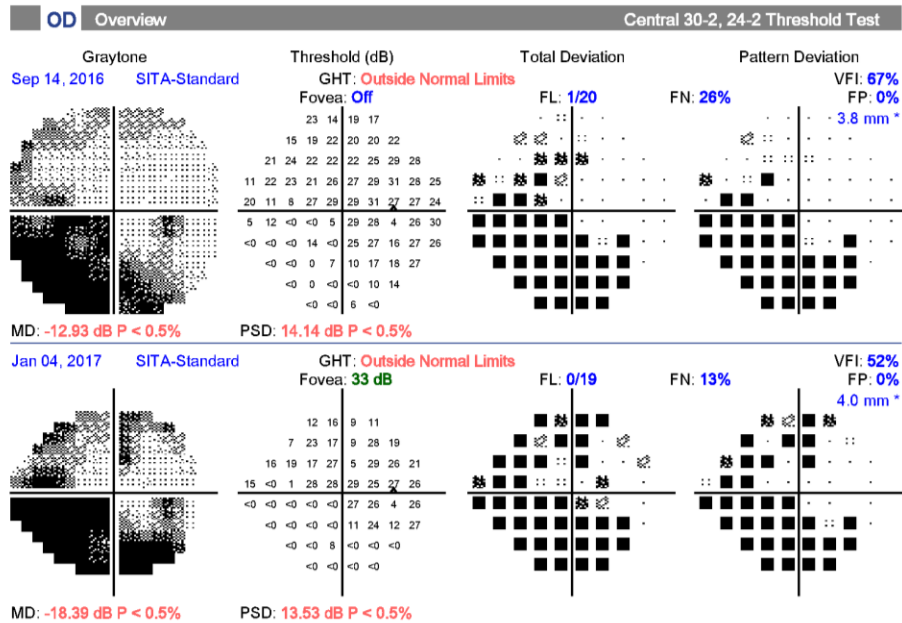 OD Overview Central 30-2, 24-2 Threshold Test
Graytone Threshold (dB) Total Deviation Pattern Deviation
Sep 14, 2016 SITA-Standard GHT: Outside Normal Limits VFI: 67%
Fovea: Off FL: 1/20 FN: 26% FP: 0%
3.8 mm *
23 14 19 17
15 19 22 20 20 22
21 24 22 22 22 25 29 28
11 22 23 21 26 27 29 31 28 25
20 11 8 27 29 29 31 27 27 24
5 12 <0 <0 5 29 28 4 26 30
<0 <0 <0 14 <0 25 27 16 27 26
<0 <0 0 7 10 17 18 27
<0 0 <0 <0 10 14
<0 <0 6 <0
MD: -12.93 dB P < 0.5% PSD: 14.14 dB P < 0.5%
Jan 04, 2017 SITA-Standard GHT: Outside Normal Limits VFI: 52%
Fovea: 33 dB FL: 0/19 FN: 13% FP: 0%
4.0 mm *
12 16 9 11
7 23 17 9 28 19
16 19 17 27 5 29 26 21
15 <0 1 28 28 29 25 27 26
<0 <0 <0 <0 <0 27 26 4 26
<0 <0 <0 <0 11 24 12 27
<0 <0 8 <0 <0 <0
<0 <0 <0 <0
MD: -18.39 dB P < 0.5% PSD: 13.53 dB P < 0.5%